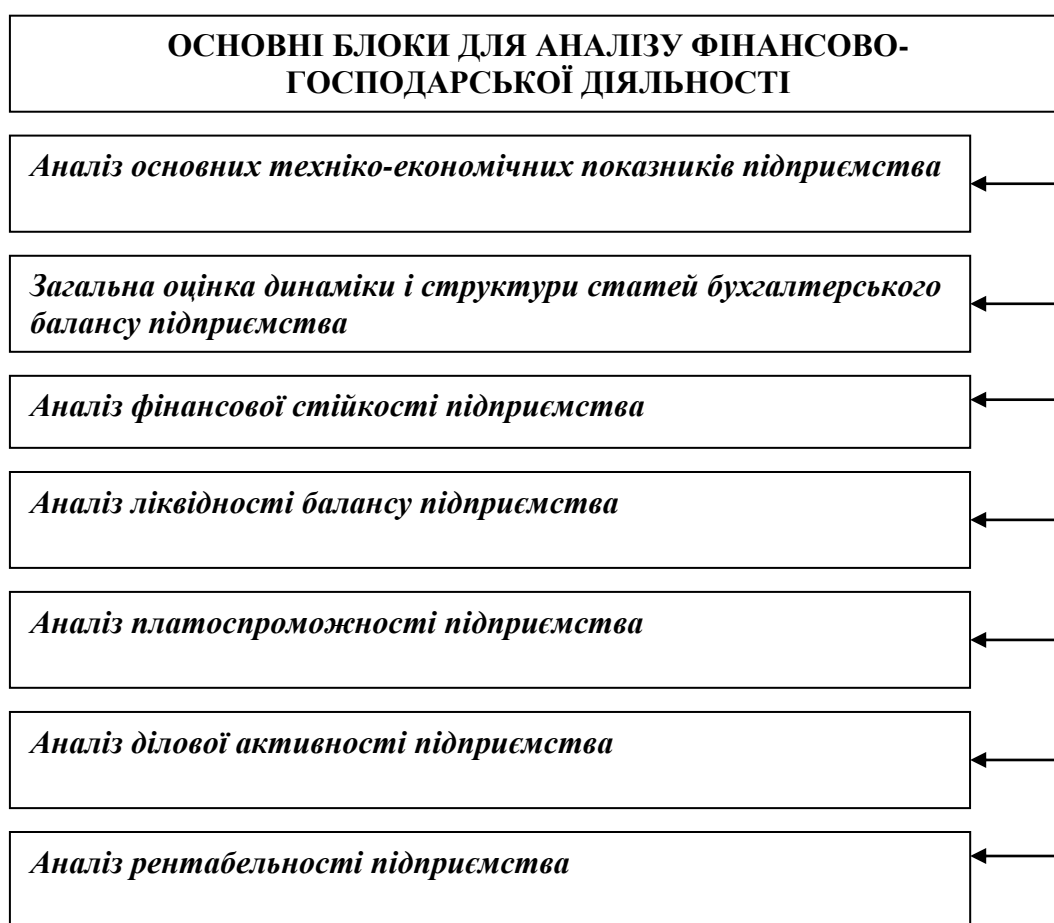 ОСНОВНІ БЛОКИ ДЛЯ АНАЛІЗУ ФІНАНСОВО-
ГОСПОДАРСЬКОЇ ДІЯЛЬНОСТІ
Аналіз основних техніко-економічних показників підприємства
Загальна оцінка динаміки і структури статей бухгалтерського
балансу підприємства
Аналіз фінансової стійкості підприємства
Аналіз ліквідності балансу підприємства
Аналіз платоспроможності підприємства
Аналіз ділової активності підприємства
Аналіз рентабельності підприємства